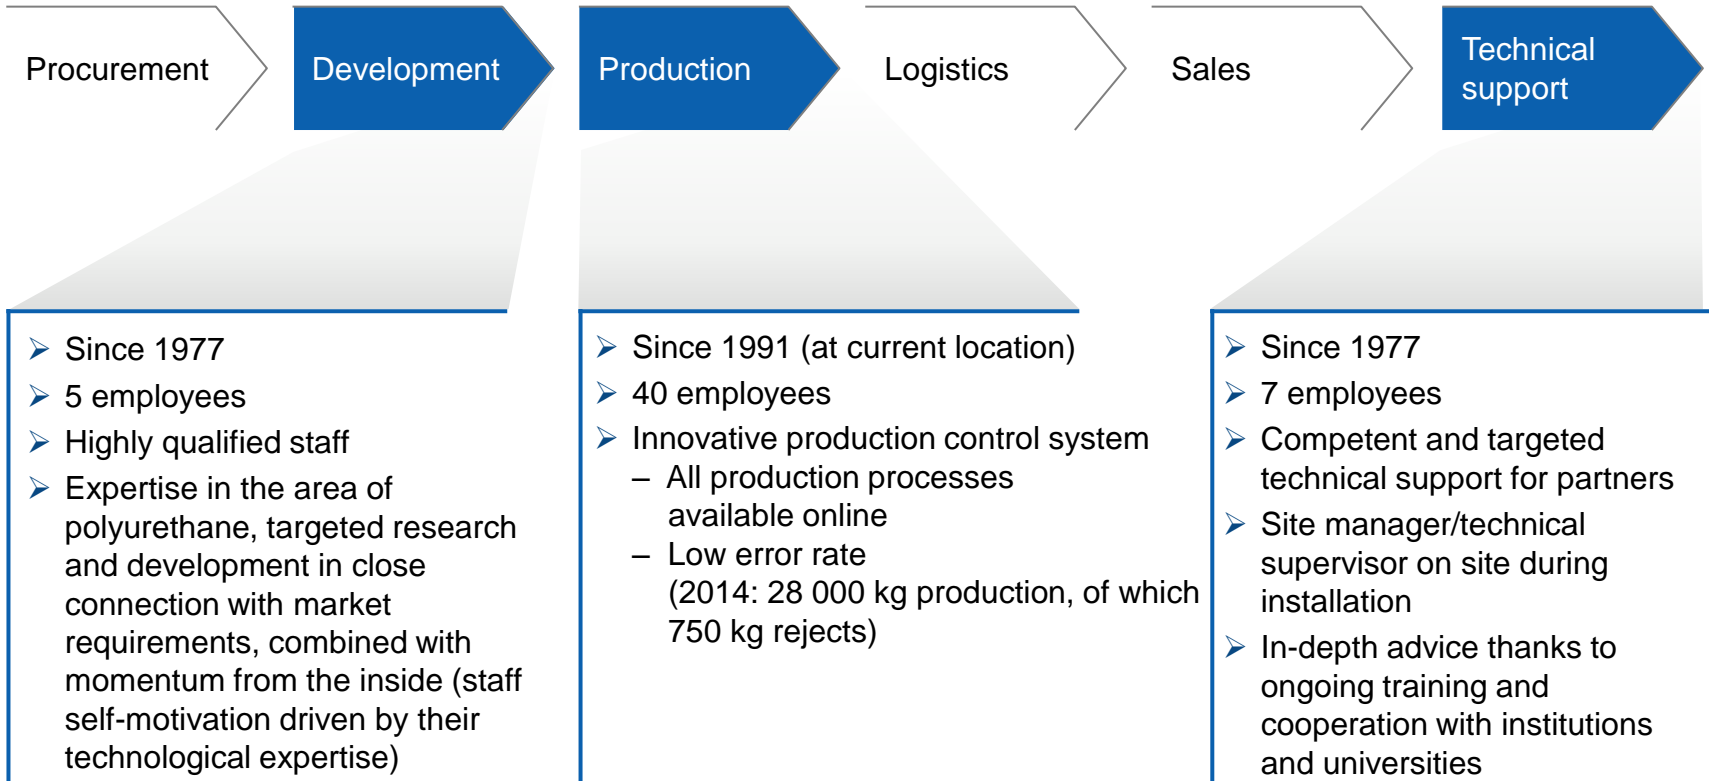 Procurement
Development
Production
Logistics
Sales
Technical
support
➢ Since 1977
➢ 5 employees
➢ Highly qualified staff
➢ Expertise in the area of
polyurethane, targeted research
and development in close
connection with market
requirements, combined with
momentum from the inside (staff
self-motivation driven by their
technological expertise)
➢ Since 1991 (at current location)
➢ 40 employees
➢ Innovative production control system
– All production processes
available online
– Low error rate
(2014: 28 000 kg production, of which
750 kg rejects)
➢ Since 1977
➢ 7 employees
➢ Competent and targeted
technical support for partners
➢ Site manager/technical
supervisor on site during
installation
➢ In-depth advice thanks to
ongoing training and
cooperation with institutions
and universities